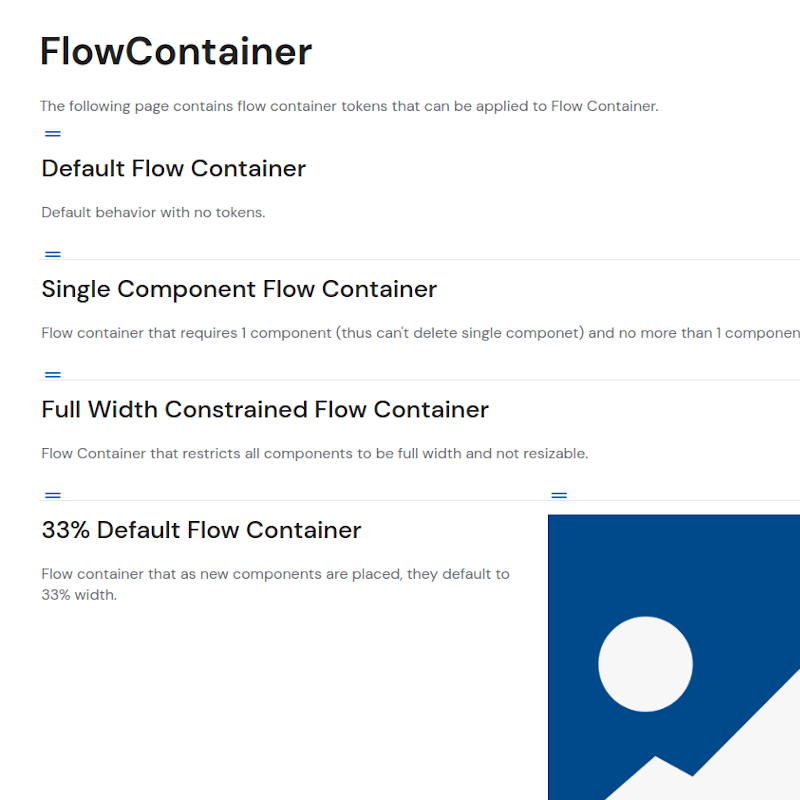 FlowContainer
The following page contains flow container tokens that can be applied to Flow Container.
Default Flow Container
Default behavior with no tokens.
Single Component Flow Container
Flow container that requires 1 component (thus can't delete single componet) and no more than 1 componen
Full Width Constrained Flow Container
Flow Container that restricts all components to be full width and not resizable.
33% Default Flow Container
Flow container that as new components are placed, they default to
33% width.